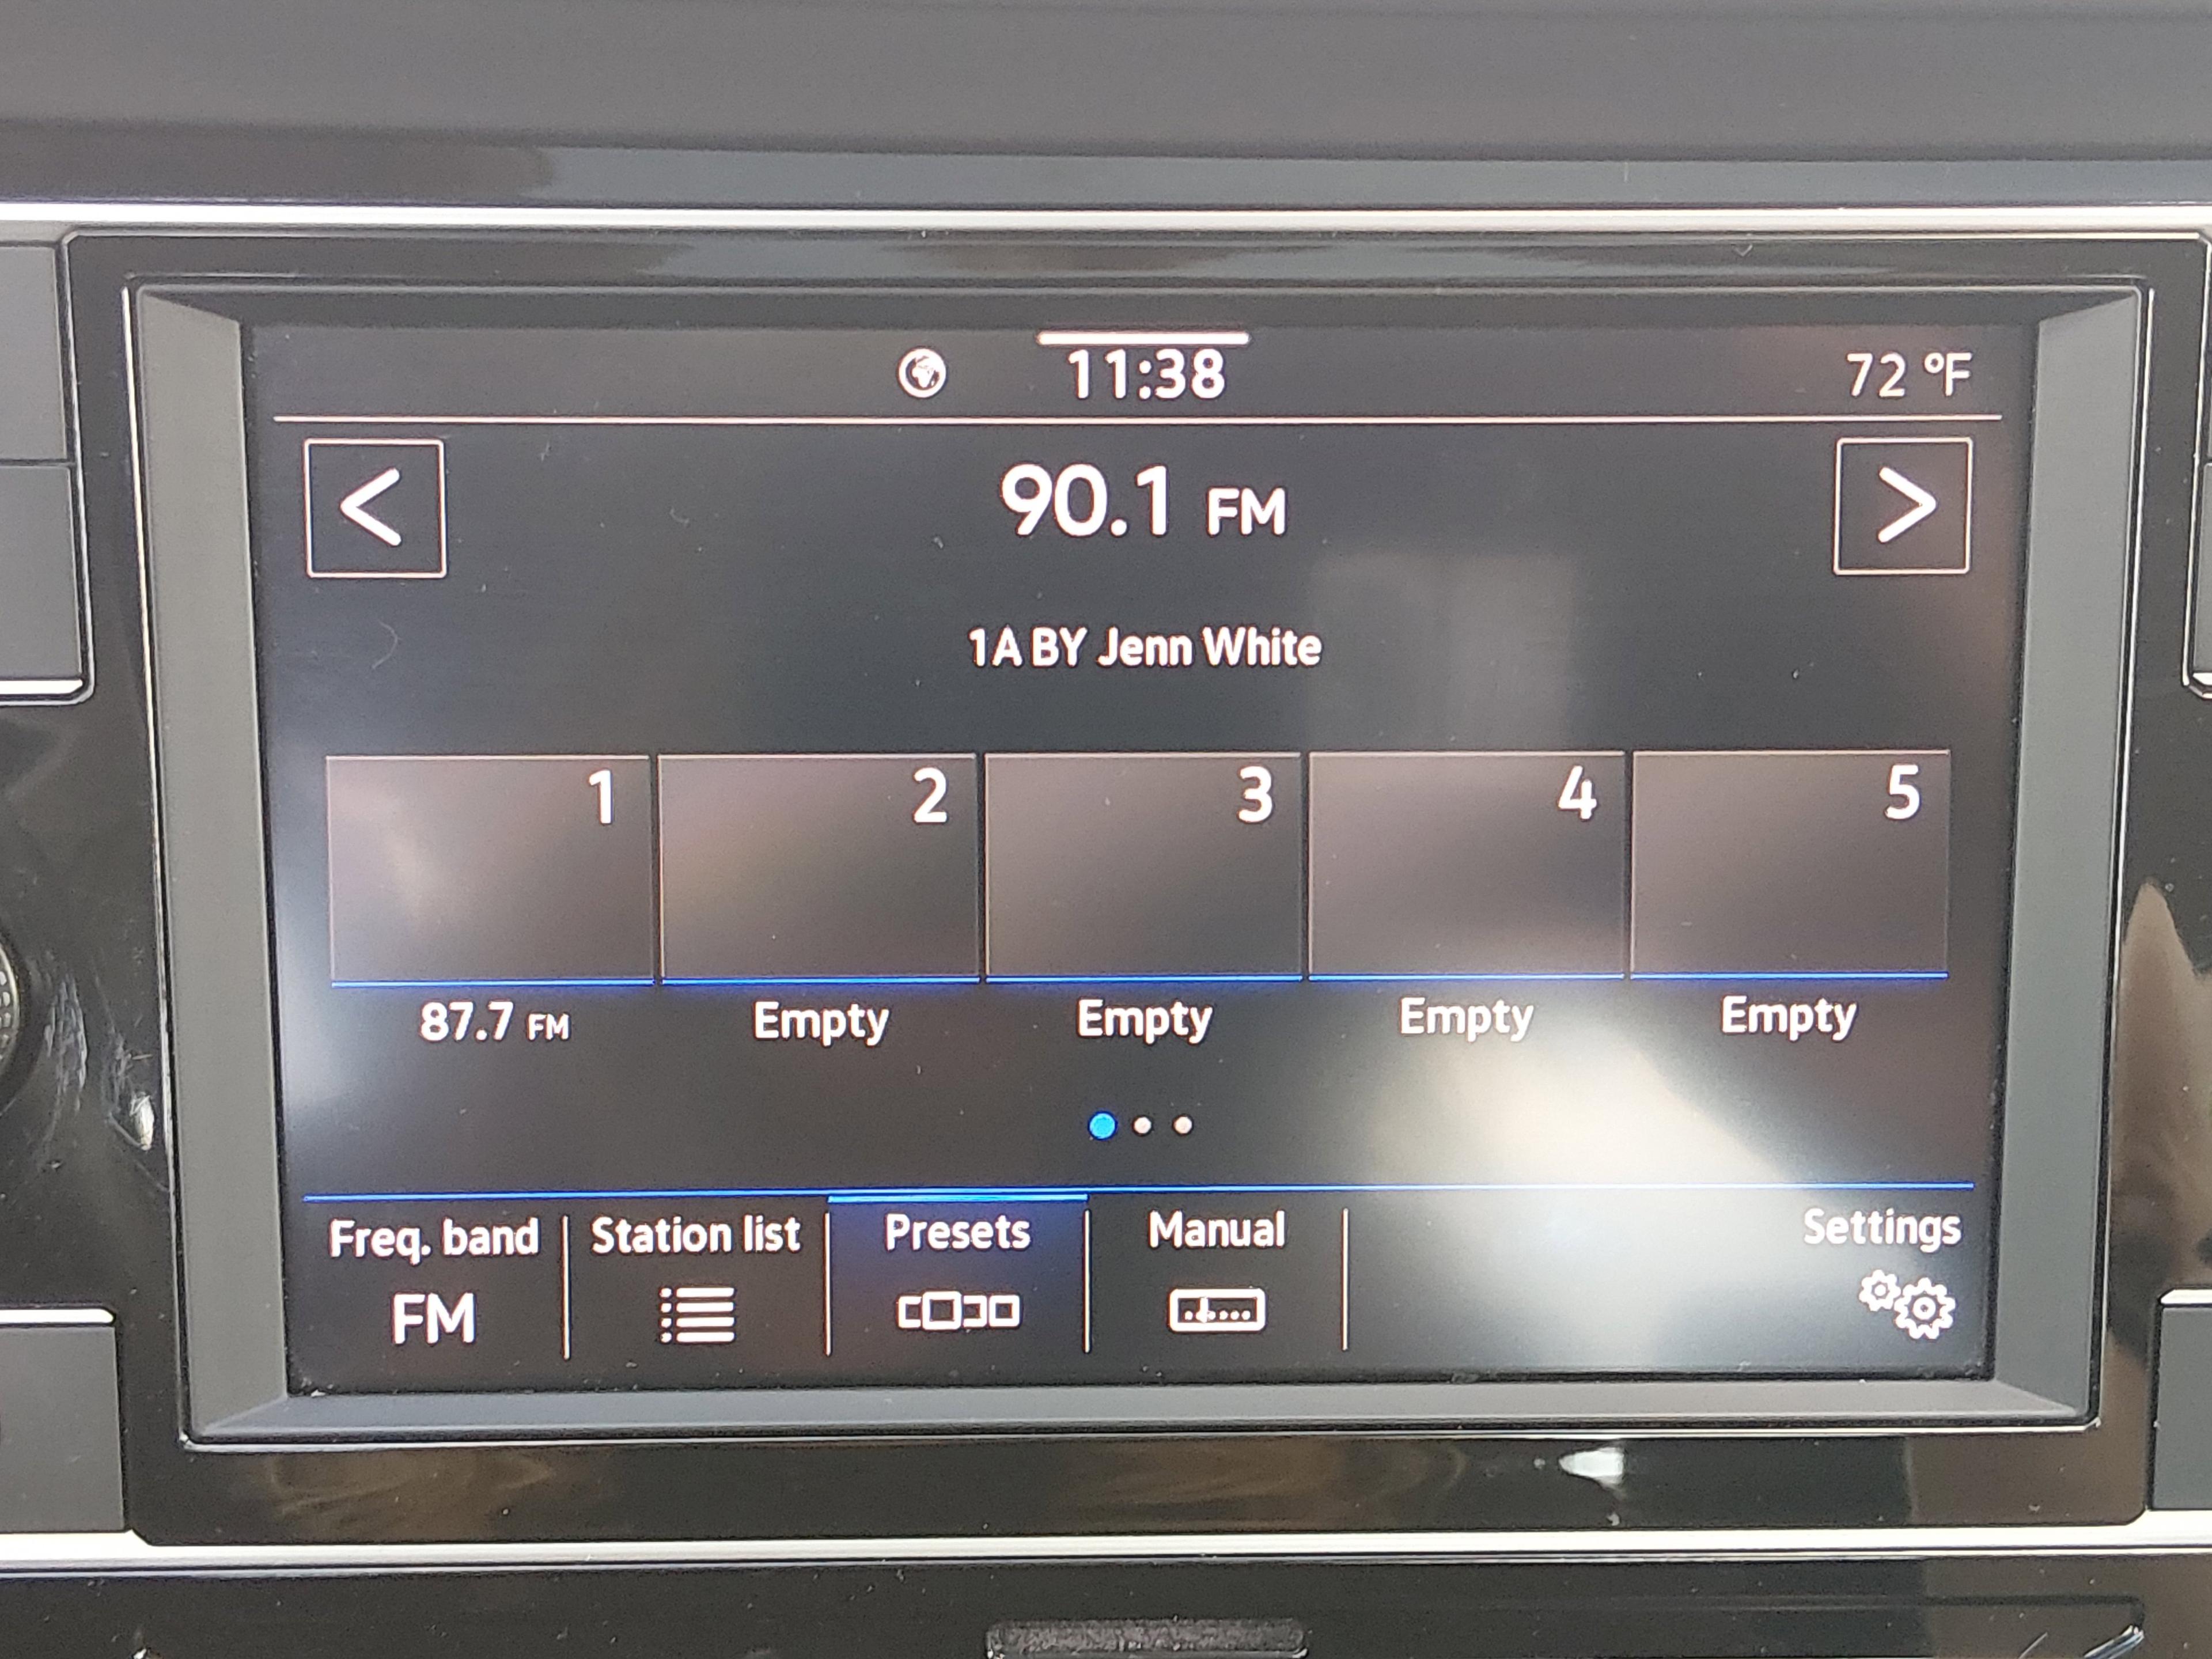 11:38
72 °F
<
90.1 FM
>
1A BY Jenn White
1
2
3
4
5
87.7 FM
Empty
Empty
Empty
Empty
Freq. band
Station list
Presets
Manual
Settings
FM